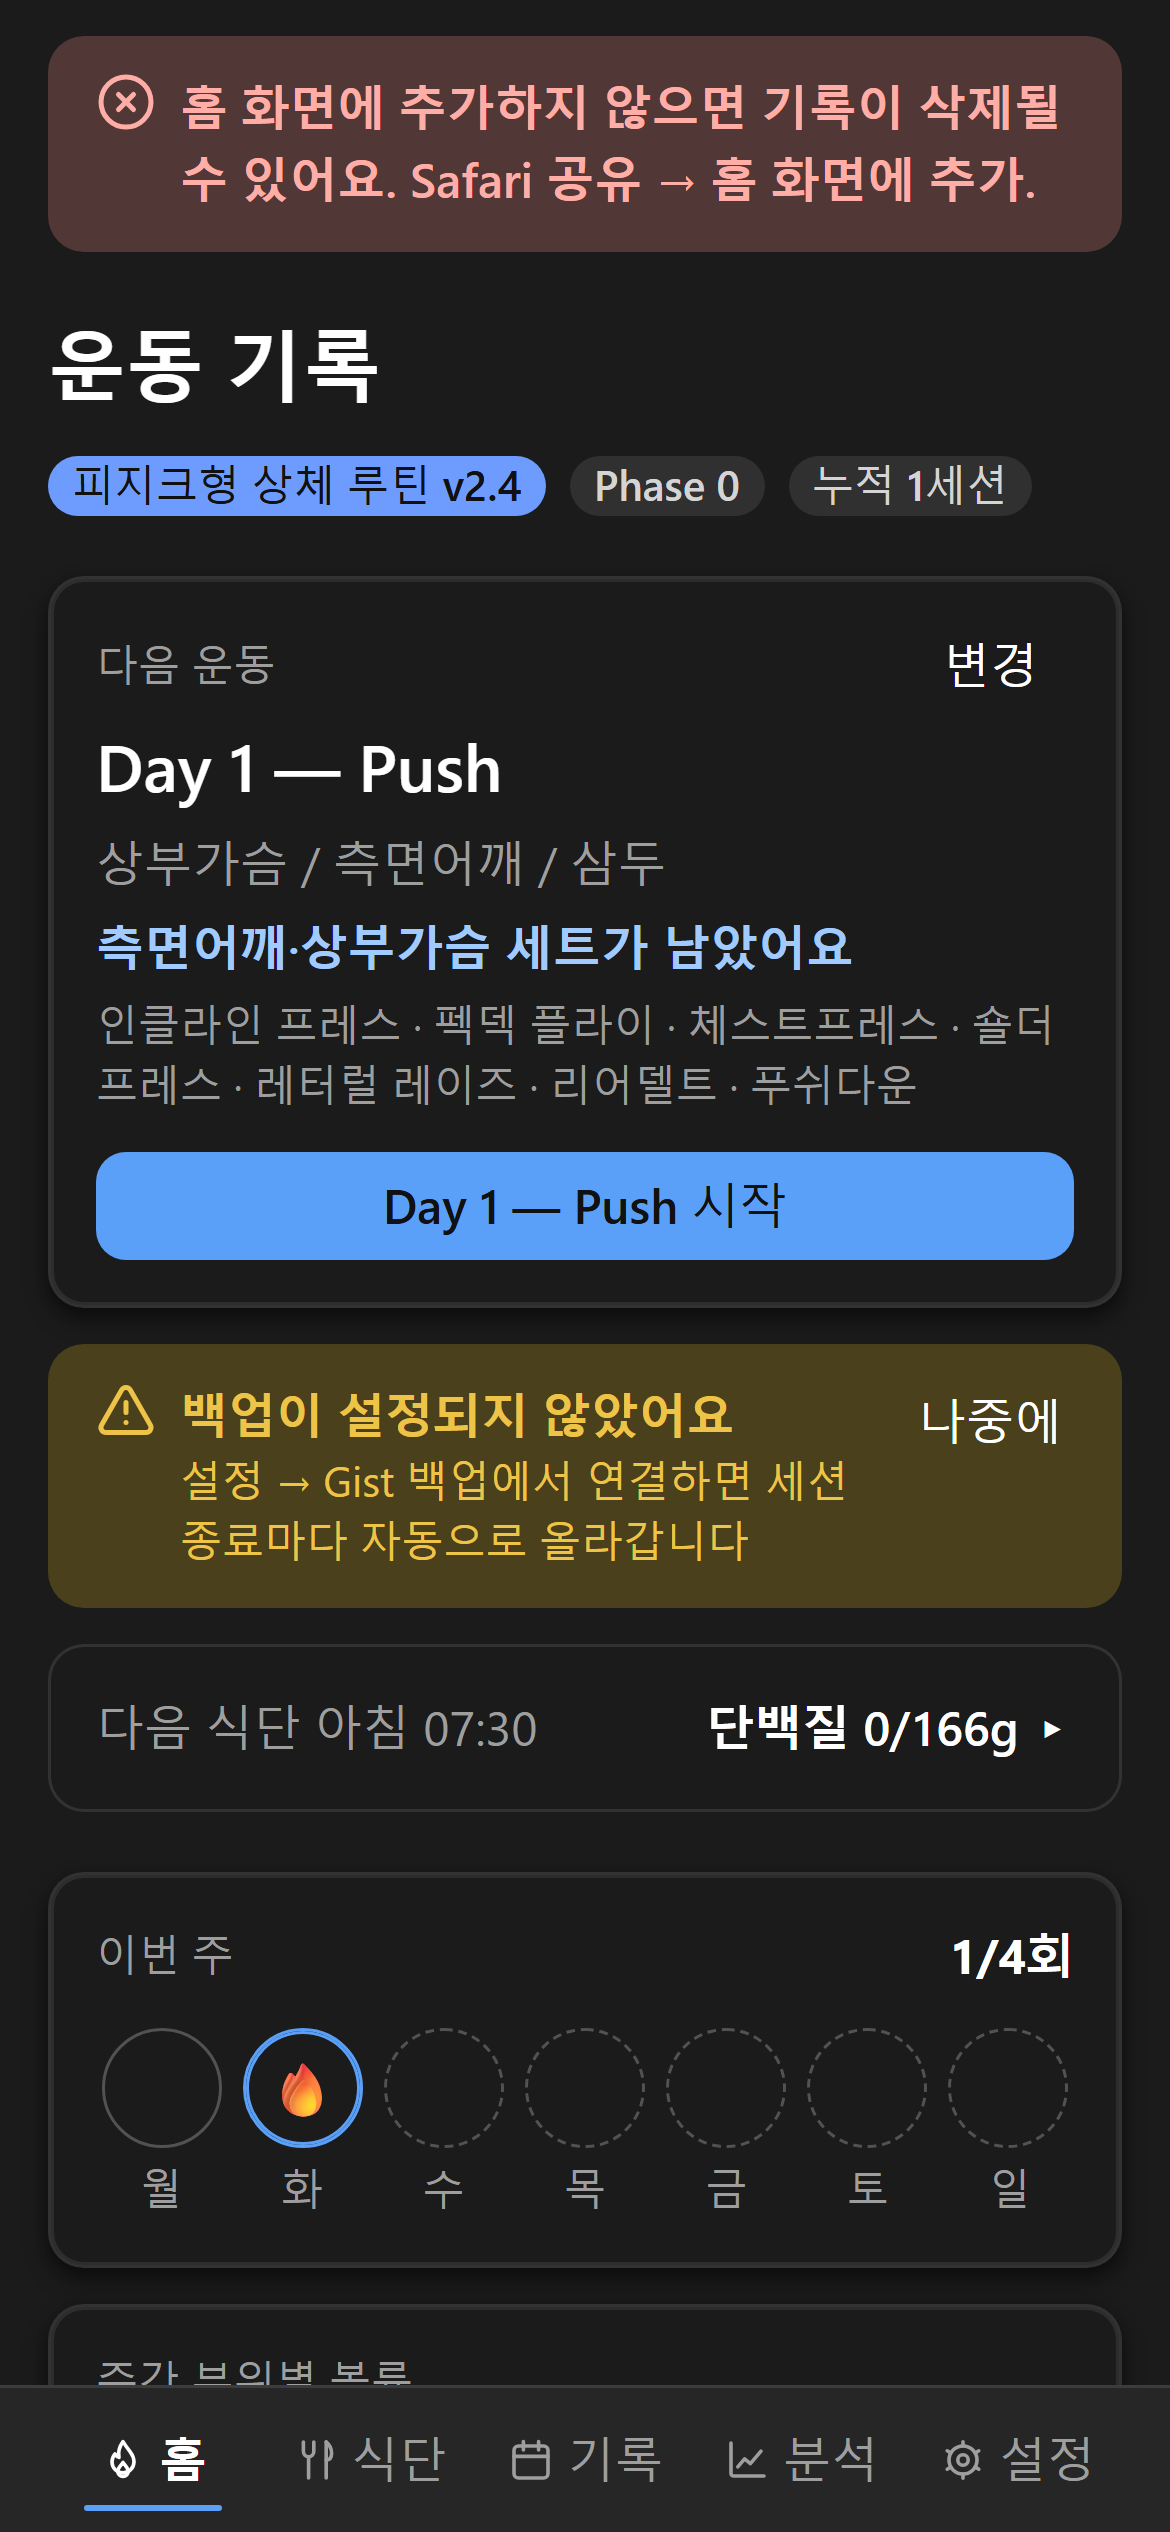 홈 화면에 추가하지 않으면 기록이 삭제될
수 있어요. Safari 공유 → 홈 화면에 추가.
운동 기록
피지크형 상체 루틴 v2.4
Phase 0
누적 1세션
다음 운동
변경
Day 1 — Push
상부가슴 / 측면어깨 / 삼두
측면어깨·상부가슴 세트가 남았어요
인클라인 프레스 · 펙덱 플라이 · 체스트프레스 · 숄더
프레스 · 레터럴 레이즈 · 리어델트 · 푸쉬다운
Day 1 — Push 시작
백업이 설정되지 않았어요
나중에
설정 → Gist 백업에서 연결하면 세션
종료마다 자동으로 올라갑니다
다음 식단 아침 07:30
단백질 0/166g ▸
이번 주
1/4회
월 화 수 목 금 토 일
주간 부위별 볼륨
홈 식단 기록 분석 설정